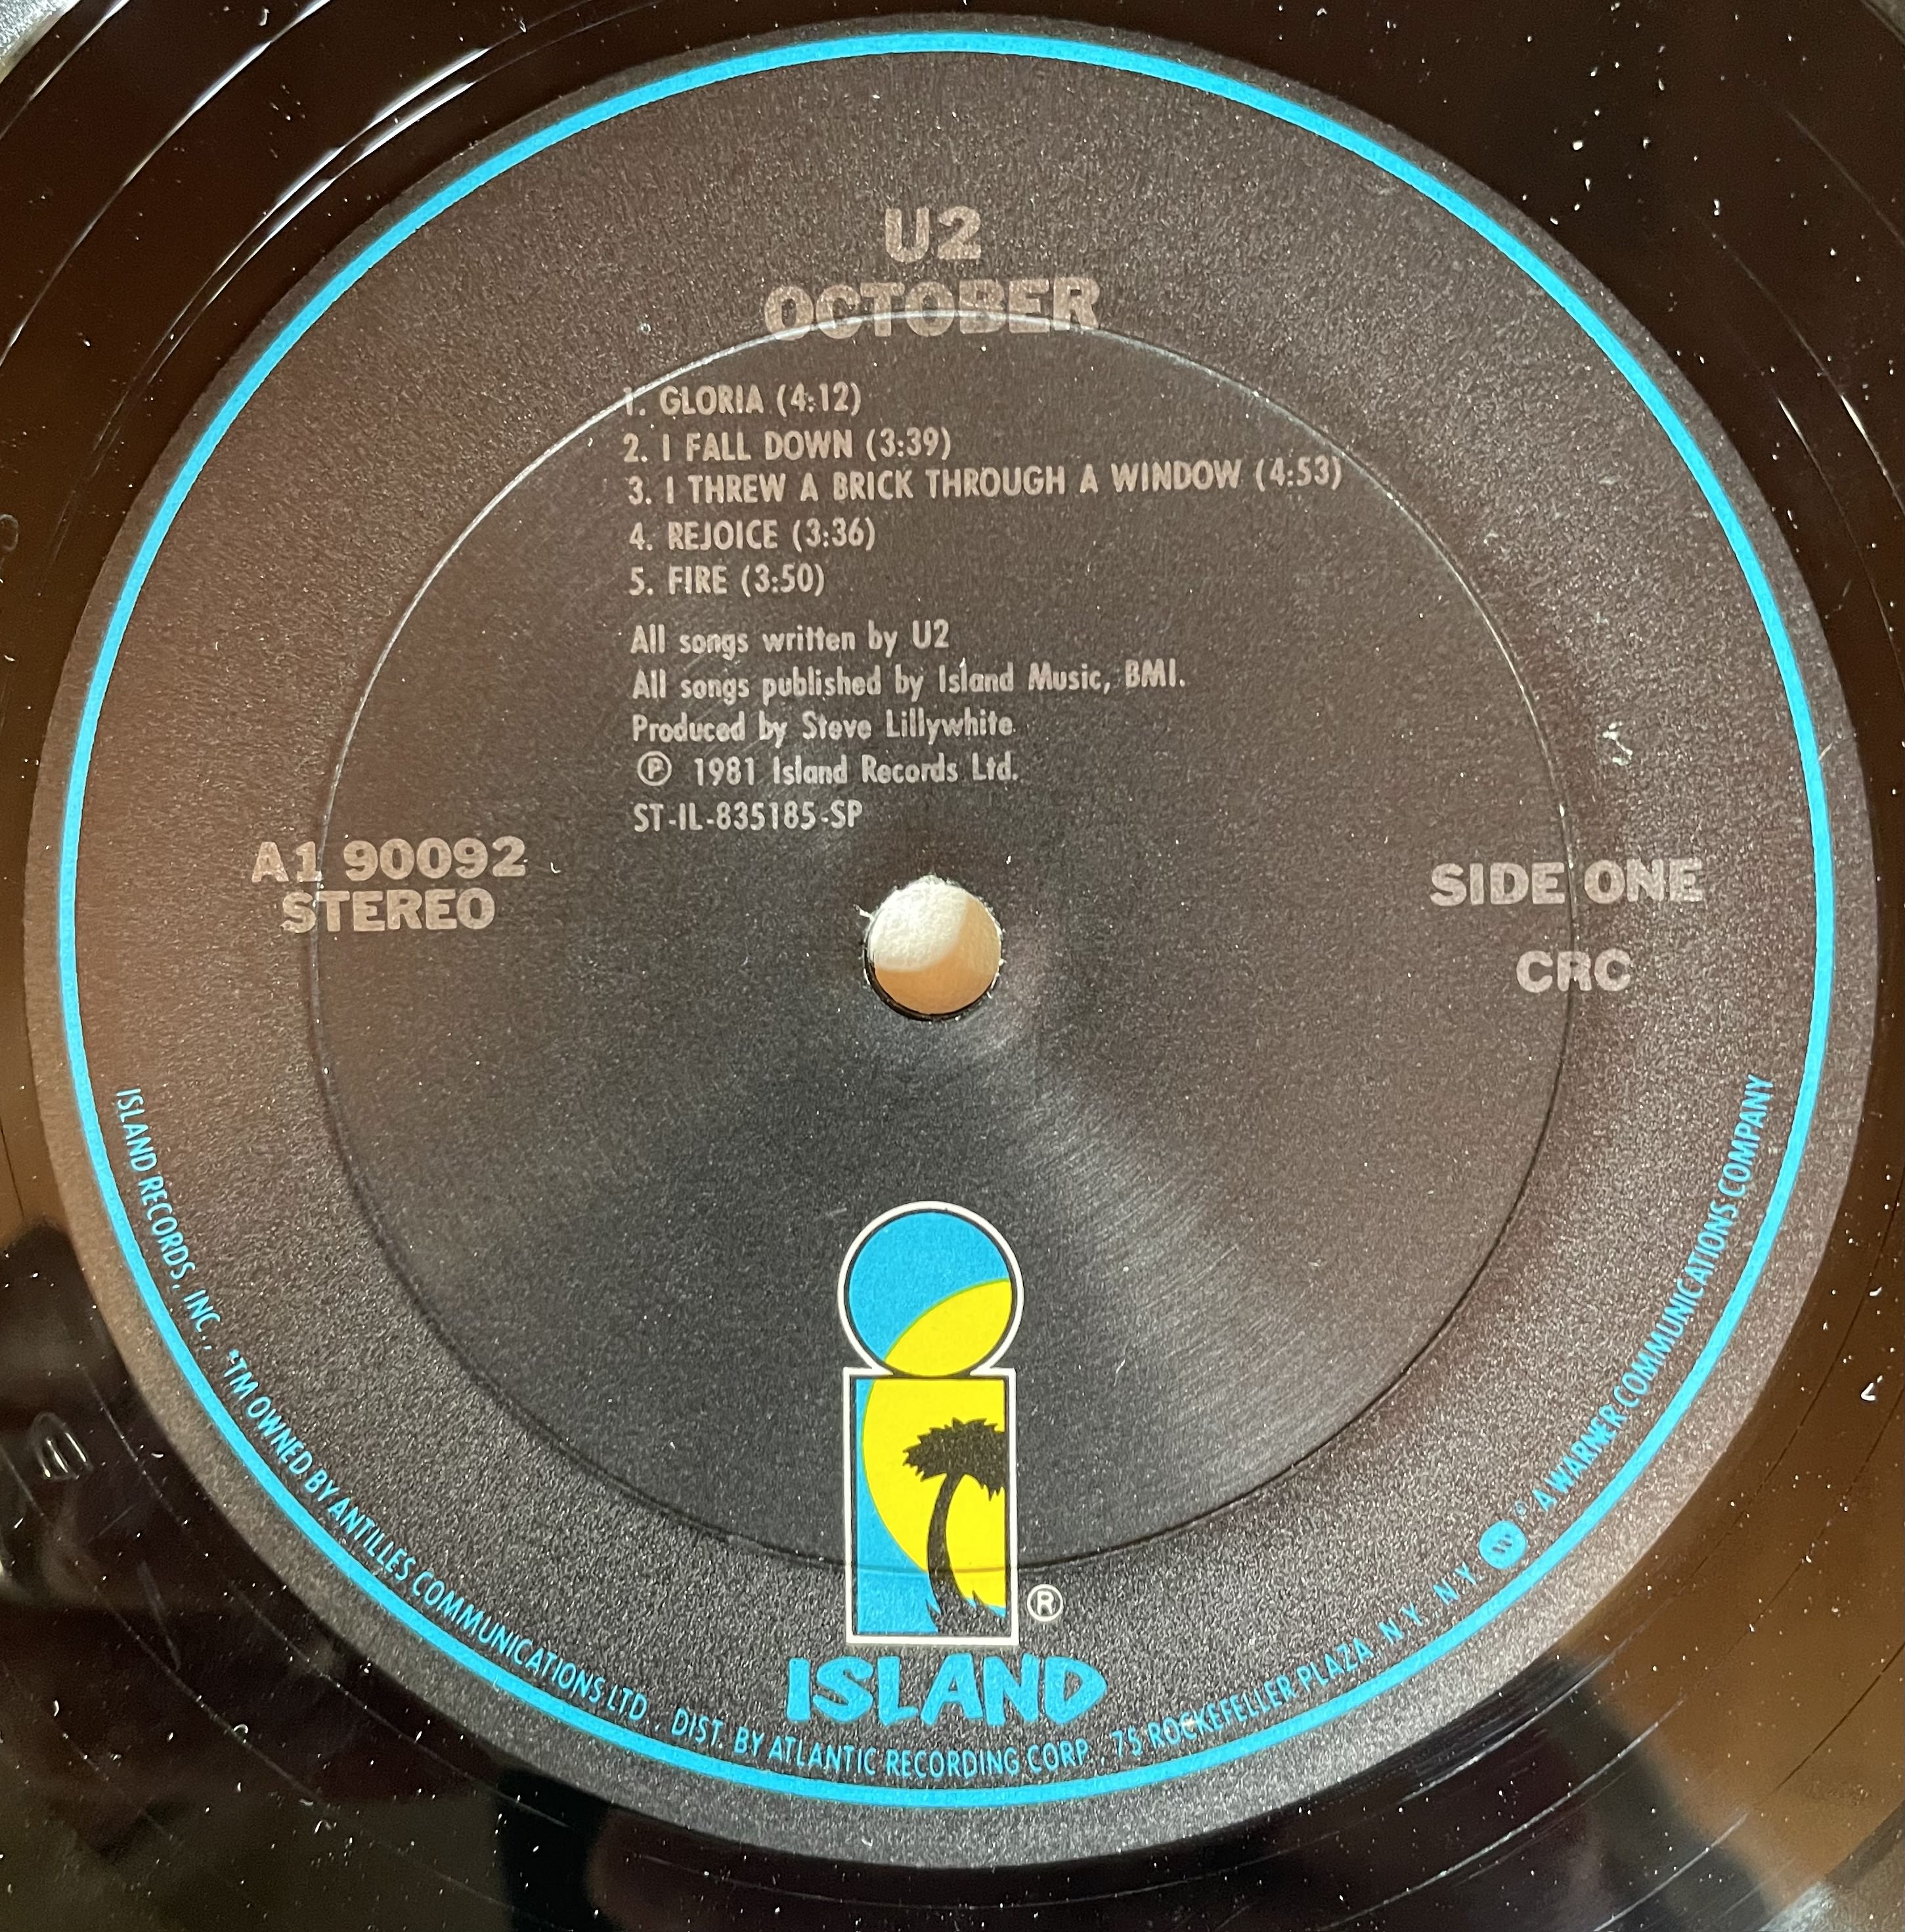 U2
OCTOBER
1. GLORIA (4:12)
2. I FALL DOWN (3:39)
3. I THREW A BRICK THROUGH A WINDOW (4:53)
4. REJOICE (3:36)
5. FIRE (3:50)
All songs written by U2
All songs published by Island Music, BMI.
Produced by Steve Lillywhite
℗ 1981 Island Records Ltd.
ST-IL-835185-SP
A1 90092
STEREO
SIDE ONE
CRC
®
ISLAND
ISLAND RECORDS, INC., *TM OWNED BY ANTILLES COMMUNICATIONS LTD. DIST. BY ATLANTIC RECORDING CORP., 75 ROCKEFELLER PLAZA, N.Y., N.Y. ® A WARNER COMMUNICATIONS COMPANY